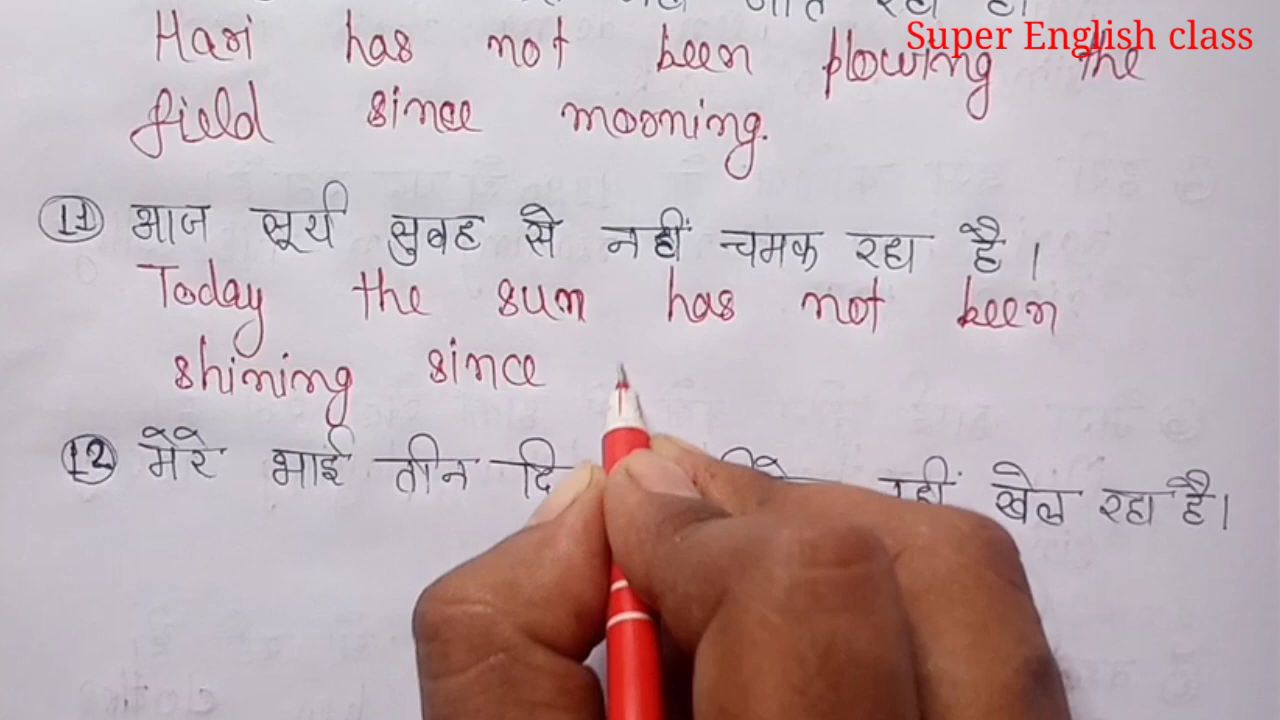 Super English class
Hari has not been plowing the
field since morning.
11 आज सूर्य सुबह से नहीं चमक रहा है।
Today the sun has not been
shining since
12 मेरे भाई तीन नहीं खेल रहा है।